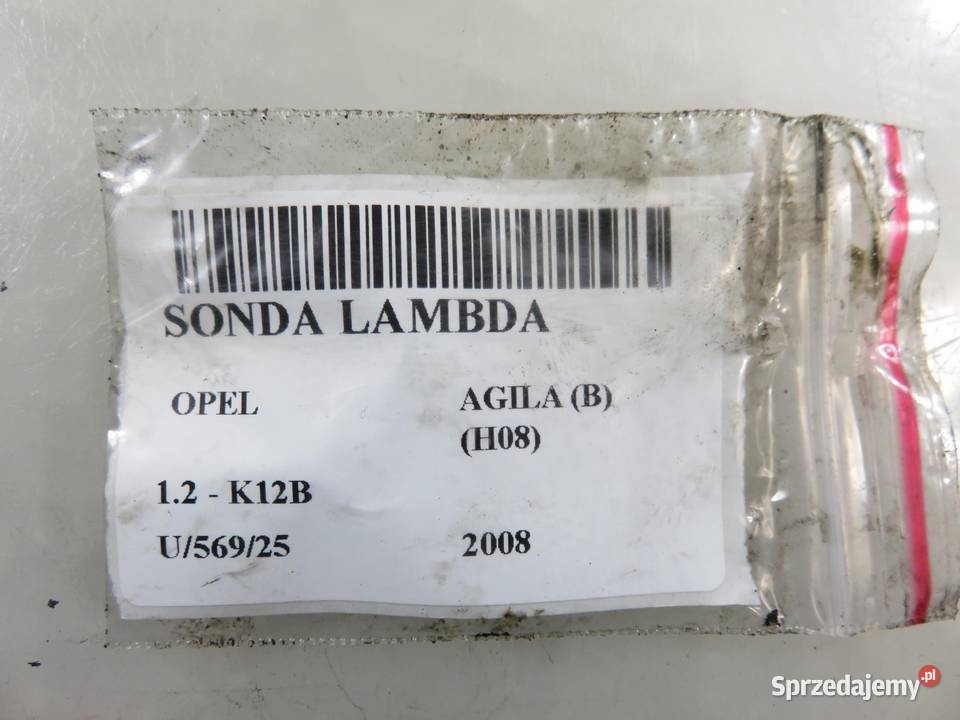 SONDA LAMBDA
OPEL AGILA (B)
(H08)
1.2 - K12B
U/569/25 2008
Sprzedajemy.pl